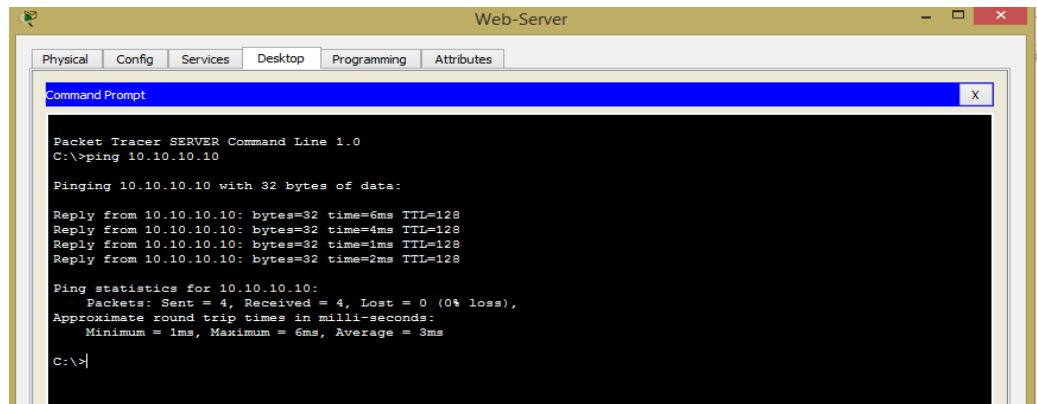 Web-Server
Physical Config Services Desktop Programming Attributes
Command Prompt X
Packet Tracer SERVER Command Line 1.0
C:\>ping 10.10.10.10
Pinging 10.10.10.10 with 32 bytes of data:
Reply from 10.10.10.10: bytes=32 time=6ms TTL=128
Reply from 10.10.10.10: bytes=32 time=4ms TTL=128
Reply from 10.10.10.10: bytes=32 time=1ms TTL=128
Reply from 10.10.10.10: bytes=32 time=2ms TTL=128
Ping statistics for 10.10.10.10:
Packets: Sent = 4, Received = 4, Lost = 0 (0% loss),
Approximate round trip times in milli-seconds:
Minimum = 1ms, Maximum = 6ms, Average = 3ms
C:\>